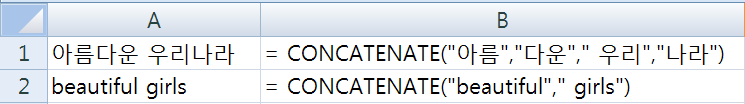 A B
1 아름다운 우리나라 = CONCATENATE("아름","다운"," 우리","나라")
2 beautiful girls = CONCATENATE("beautiful"," girls")